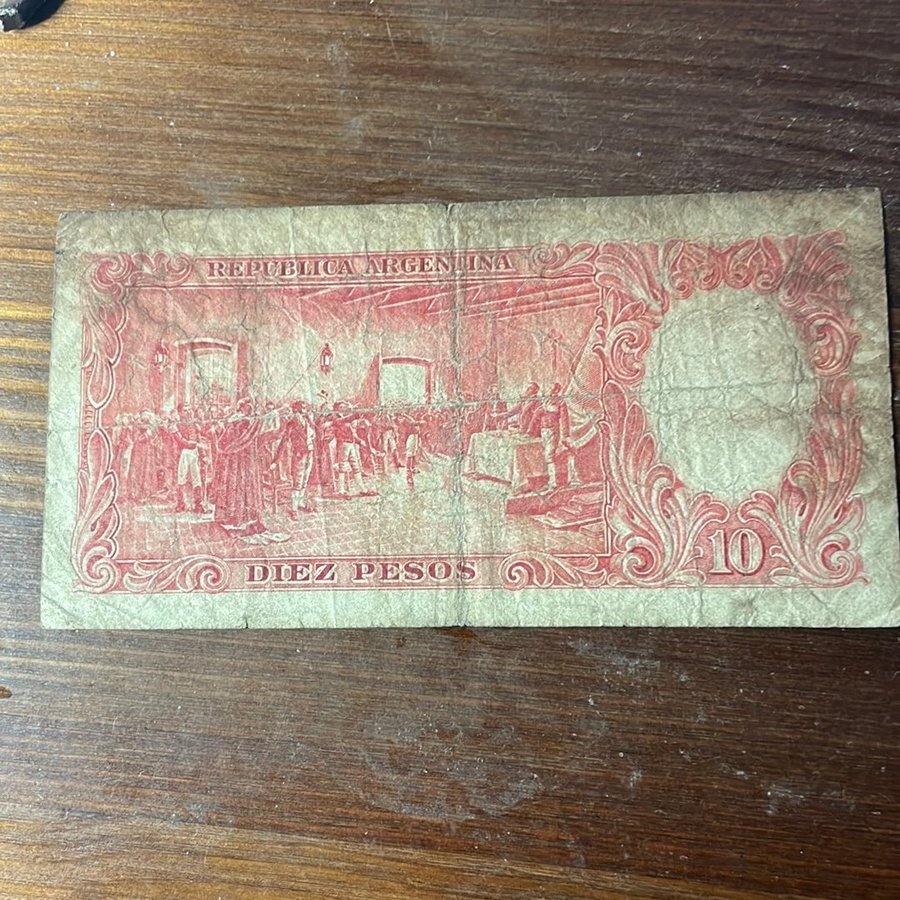 REPUBLICA ARGENTINA
DIEZ PESOS
10